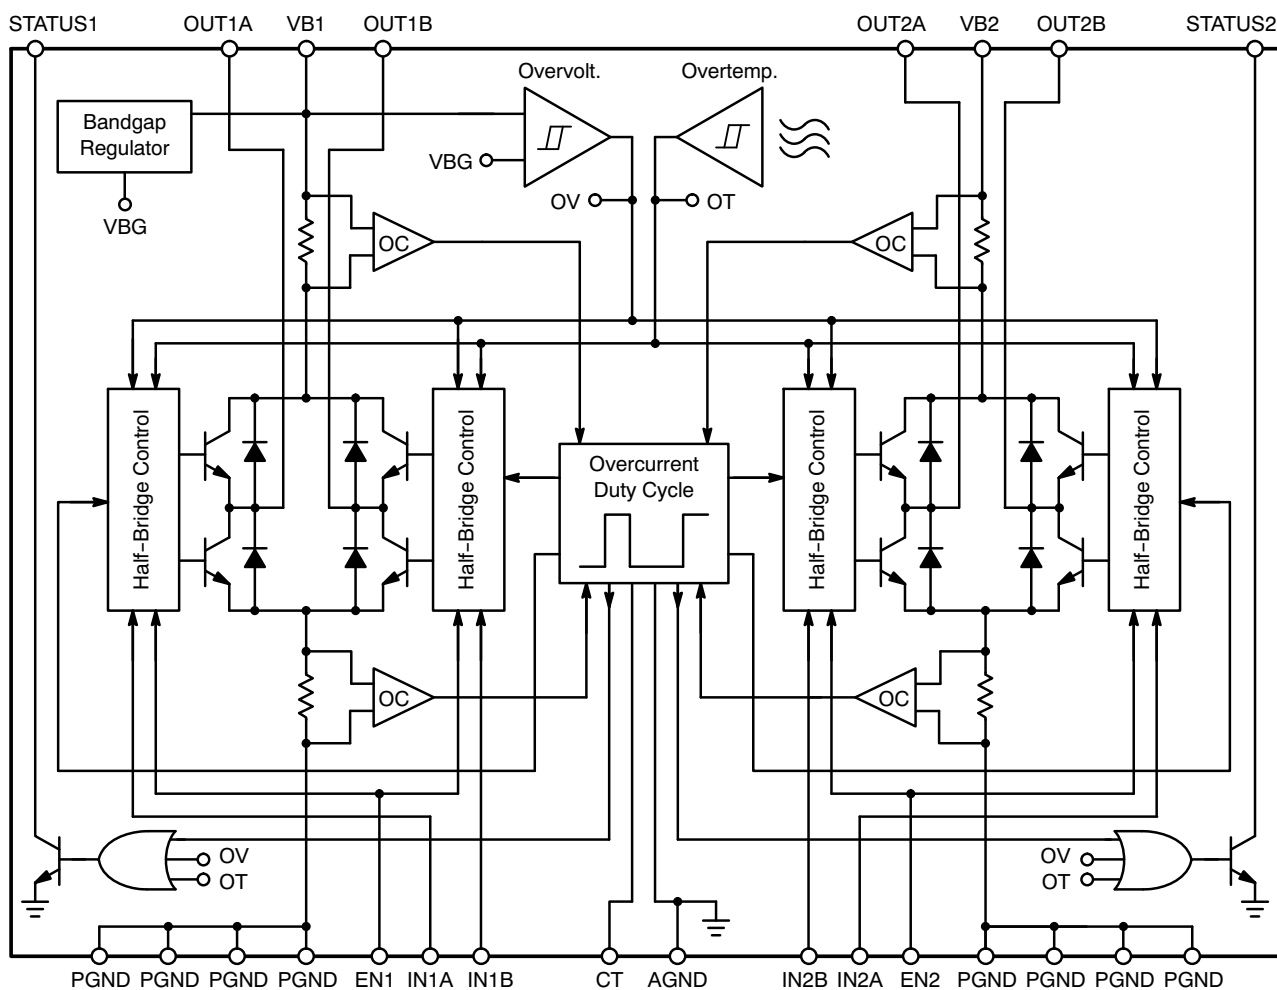 STATUS1
OUT1A
VB1
OUT1B
OUT2A
VB2
OUT2B
STATUS2
Overvolt.
Overtemp.
Bandgap
Regulator
VBG
VBG
OV
OT
OC
OC
Half-Bridge Control
Half-Bridge Control
Overcurrent
Duty Cycle
Half-Bridge Control
Half-Bridge Control
OC
OC
OV
OT
OV
OT
PGND
PGND
PGND
PGND
EN1
IN1A
IN1B
CT
AGND
IN2B
IN2A
EN2
PGND
PGND
PGND
PGND